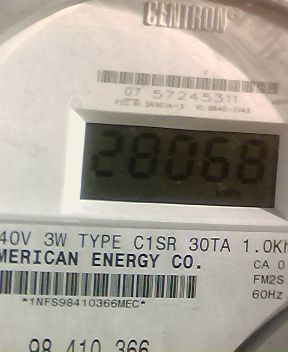 CENTRON®
07 57245311
28068
kWh
40V 3W TYPE C1SR 30TA 1.0Kh
MERICAN ENERGY CO.
CA 0
FM2S
60Hz
*1NFS98410366MEC*
98 410 366